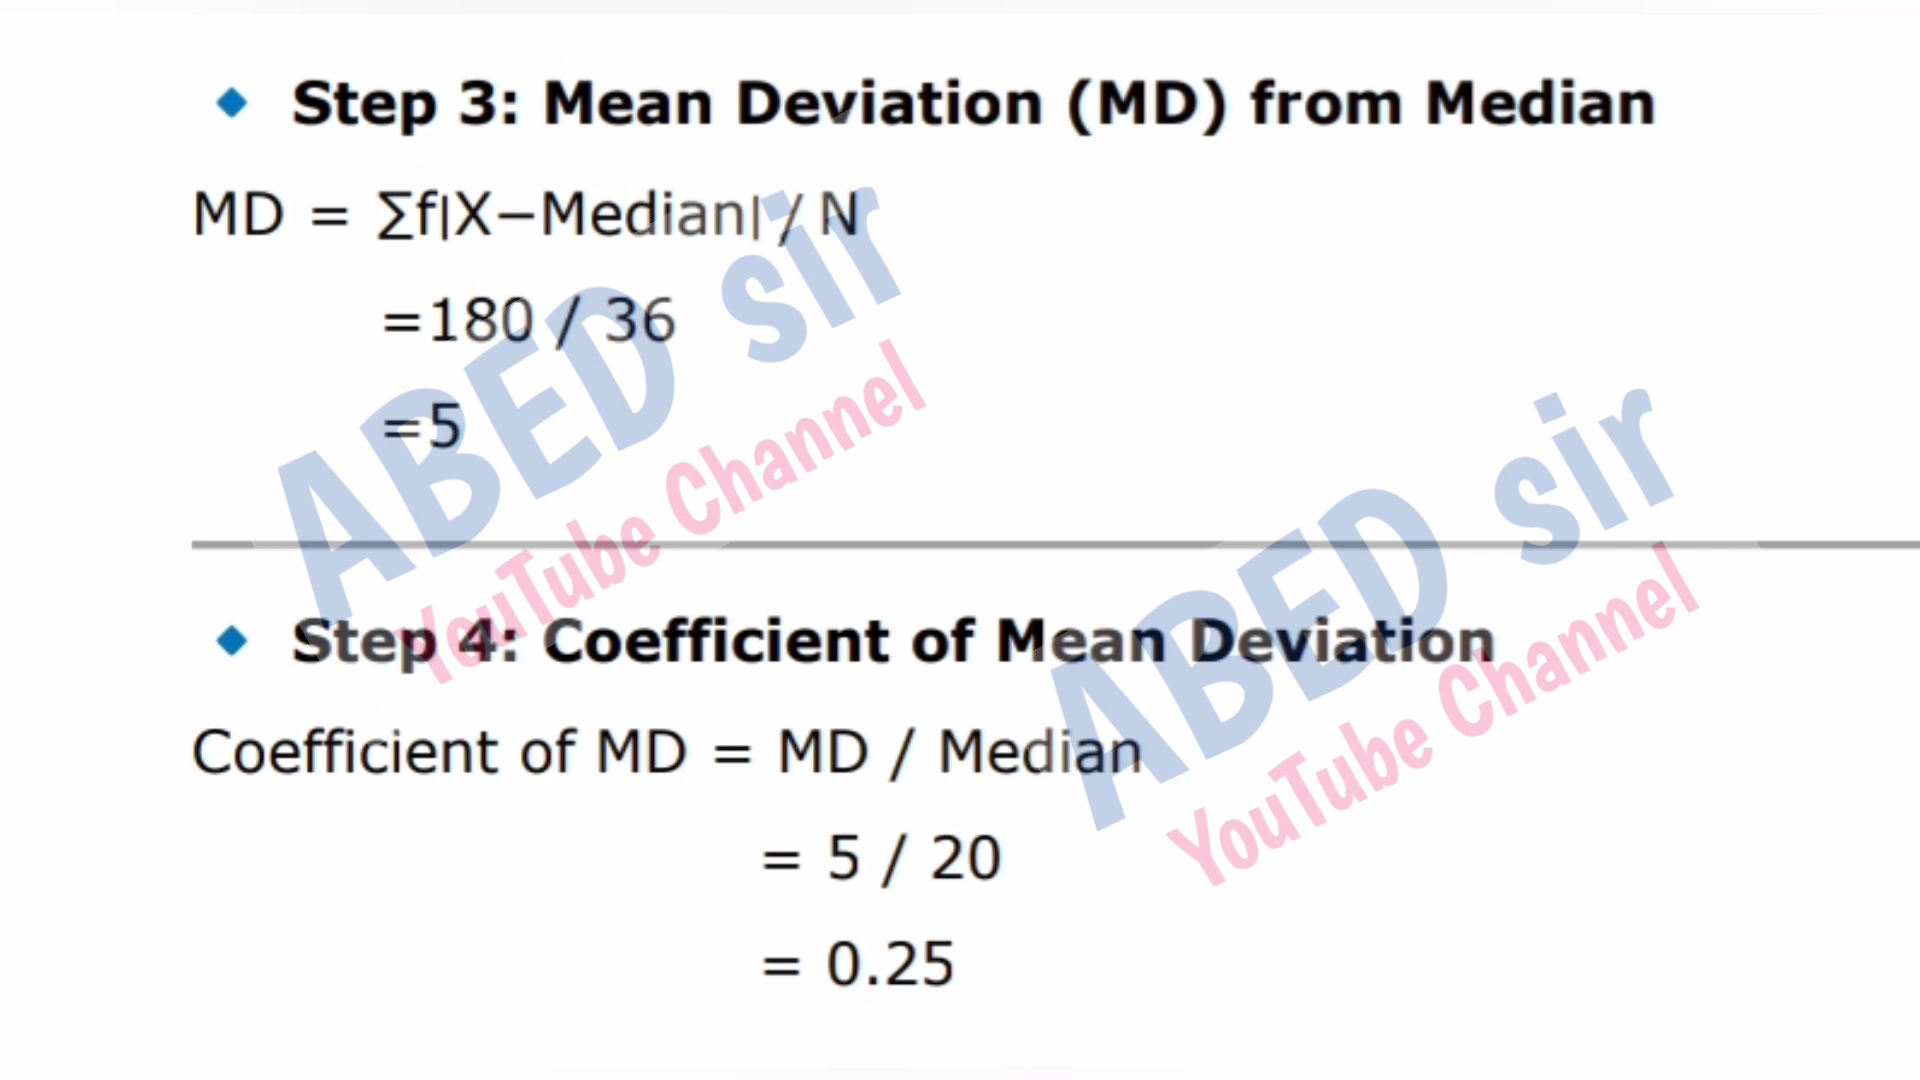 Step 3: Mean Deviation (MD) from Median
MD = ∑f|X−Median| / N
=180 / 36
=5
Step 4: Coefficient of Mean Deviation
Coefficient of MD = MD / Median
= 5 / 20
= 0.25
ABED sir
YouTube Channel
ABED sir
YouTube Channel